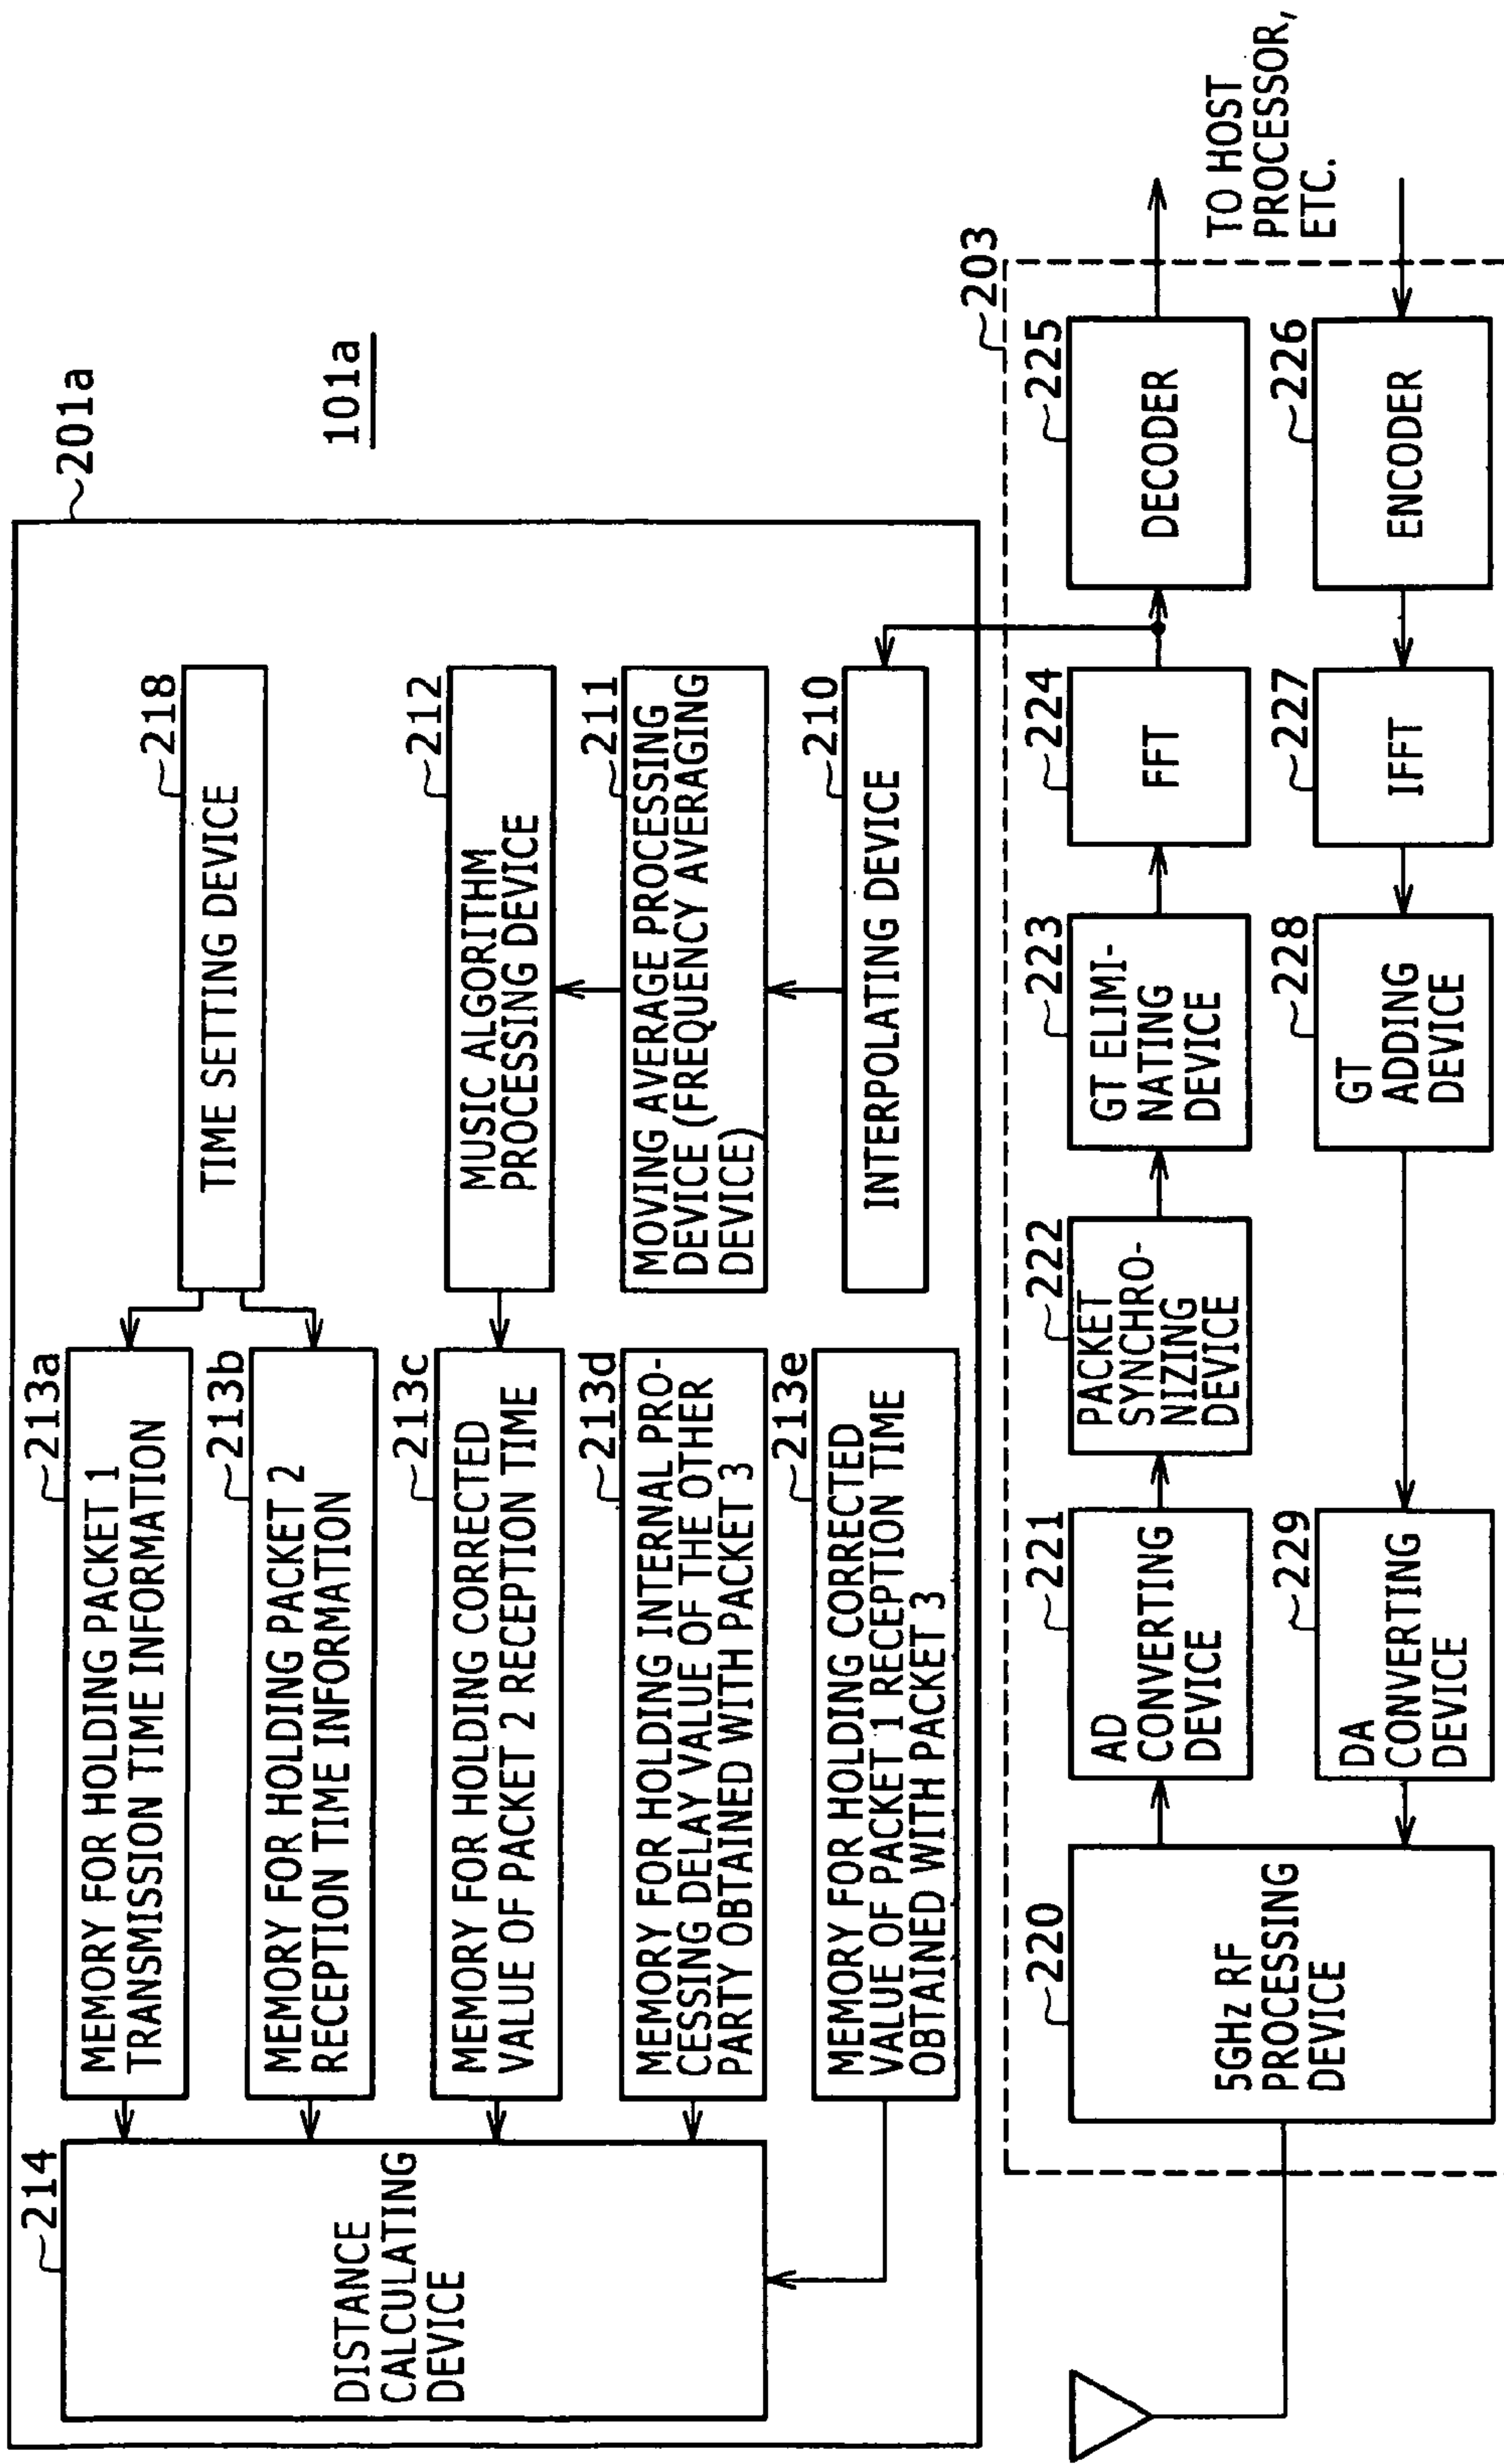 201a
101a
214
DISTANCE
CALCULATING
DEVICE
213a
MEMORY FOR HOLDING PACKET 1
TRANSMISSION TIME INFORMATION
213b
MEMORY FOR HOLDING PACKET 2
RECEPTION TIME INFORMATION
213c
MEMORY FOR HOLDING CORRECTED
VALUE OF PACKET 2 RECEPTION TIME
213d
MEMORY FOR HOLDING INTERNAL PRO-
CESSING DELAY VALUE OF THE OTHER
PARTY OBTAINED WITH PACKET 3
213e
MEMORY FOR HOLDING CORRECTED
VALUE OF PACKET 1 RECEPTION TIME
OBTAINED WITH PACKET 3
218
TIME SETTING DEVICE
212
MUSIC ALGORITHM
PROCESSING DEVICE
211
MOVING AVERAGE PROCESSING
DEVICE (FREQUENCY AVERAGING
DEVICE)
210
INTERPOLATING DEVICE
203
220
5GHz RF
PROCESSING
DEVICE
221
AD
CONVERTING
DEVICE
222
PACKET
SYNCHRO-
NIZING
DEVICE
223
GT ELIMI-
NATING
DEVICE
224
FFT
225
DECODER
TO HOST
PROCESSOR,
ETC.
229
DA
CONVERTING
DEVICE
228
GT
ADDING
DEVICE
227
IFFT
226
ENCODER